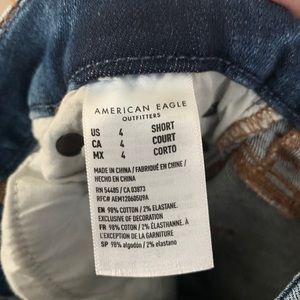 AMERICAN EAGLE
OUTFITTERS
US 4 SHORT
CA 4 COURT
MX 4 CORTO
MADE IN CHINA / FABRIQUÉ EN CHINE /
HECHO EN CHINA
RN 54485 / CA 03873
RFC# AEM120605U9A
EN 98% COTTON / 2% ELASTANE.
EXCLUSIVE OF DECORATION
FR 98% COTON / 2% ÉLASTHANNE. À
L'EXCEPTION DE LA GARNITURE
SP 98% algodón / 2% elastano